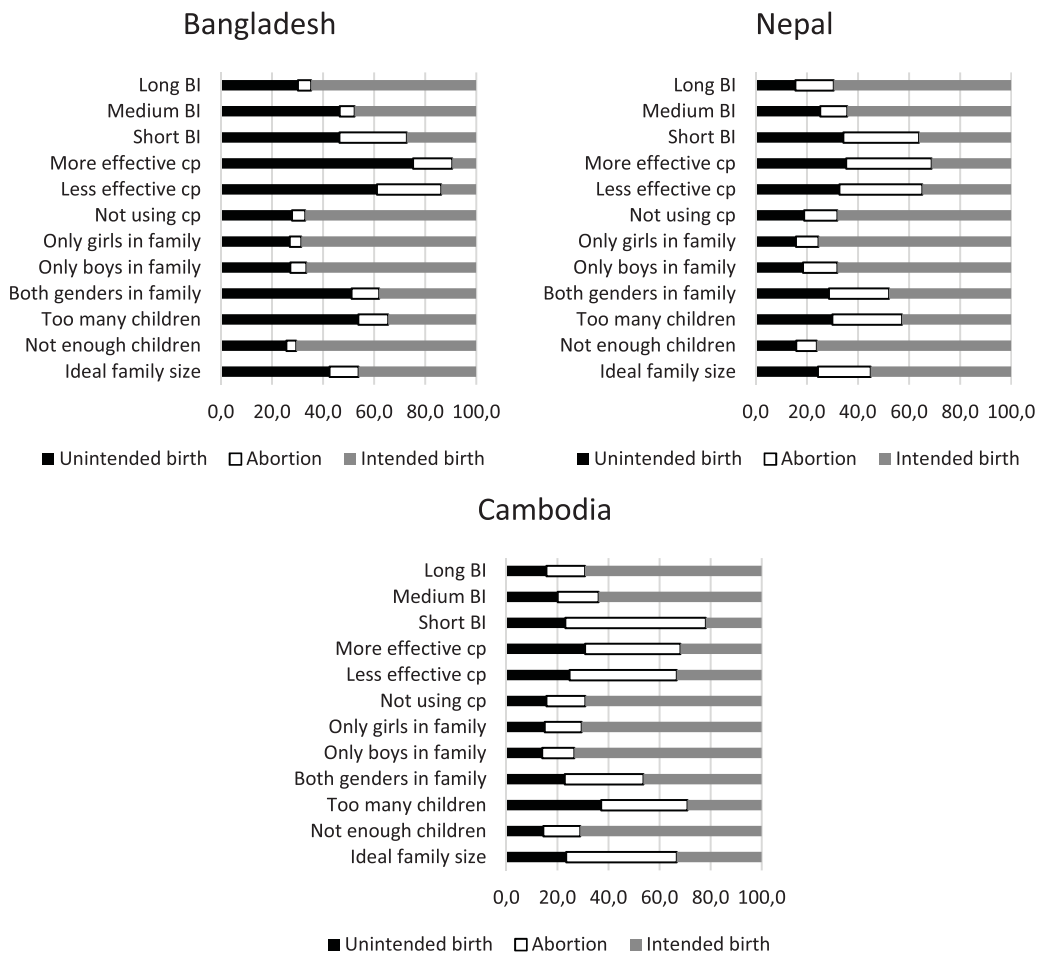 Bangladesh
Long BI
Medium BI
Short BI
More effective cp
Less effective cp
Not using cp
Only girls in family
Only boys in family
Both genders in family
Too many children
Not enough children
Ideal family size
0,0 20,0 40,0 60,0 80,0 100,0
Unintended birth Abortion Intended birth
Nepal
Long BI
Medium BI
Short BI
More effective cp
Less effective cp
Not using cp
Only girls in family
Only boys in family
Both genders in family
Too many children
Not enough children
Ideal family size
0,0 20,0 40,0 60,0 80,0 100,0
Unintended birth Abortion Intended birth
Cambodia
Long BI
Medium BI
Short BI
More effective cp
Less effective cp
Not using cp
Only girls in family
Only boys in family
Both genders in family
Too many children
Not enough children
Ideal family size
0,0 20,0 40,0 60,0 80,0 100,0
Unintended birth Abortion Intended birth